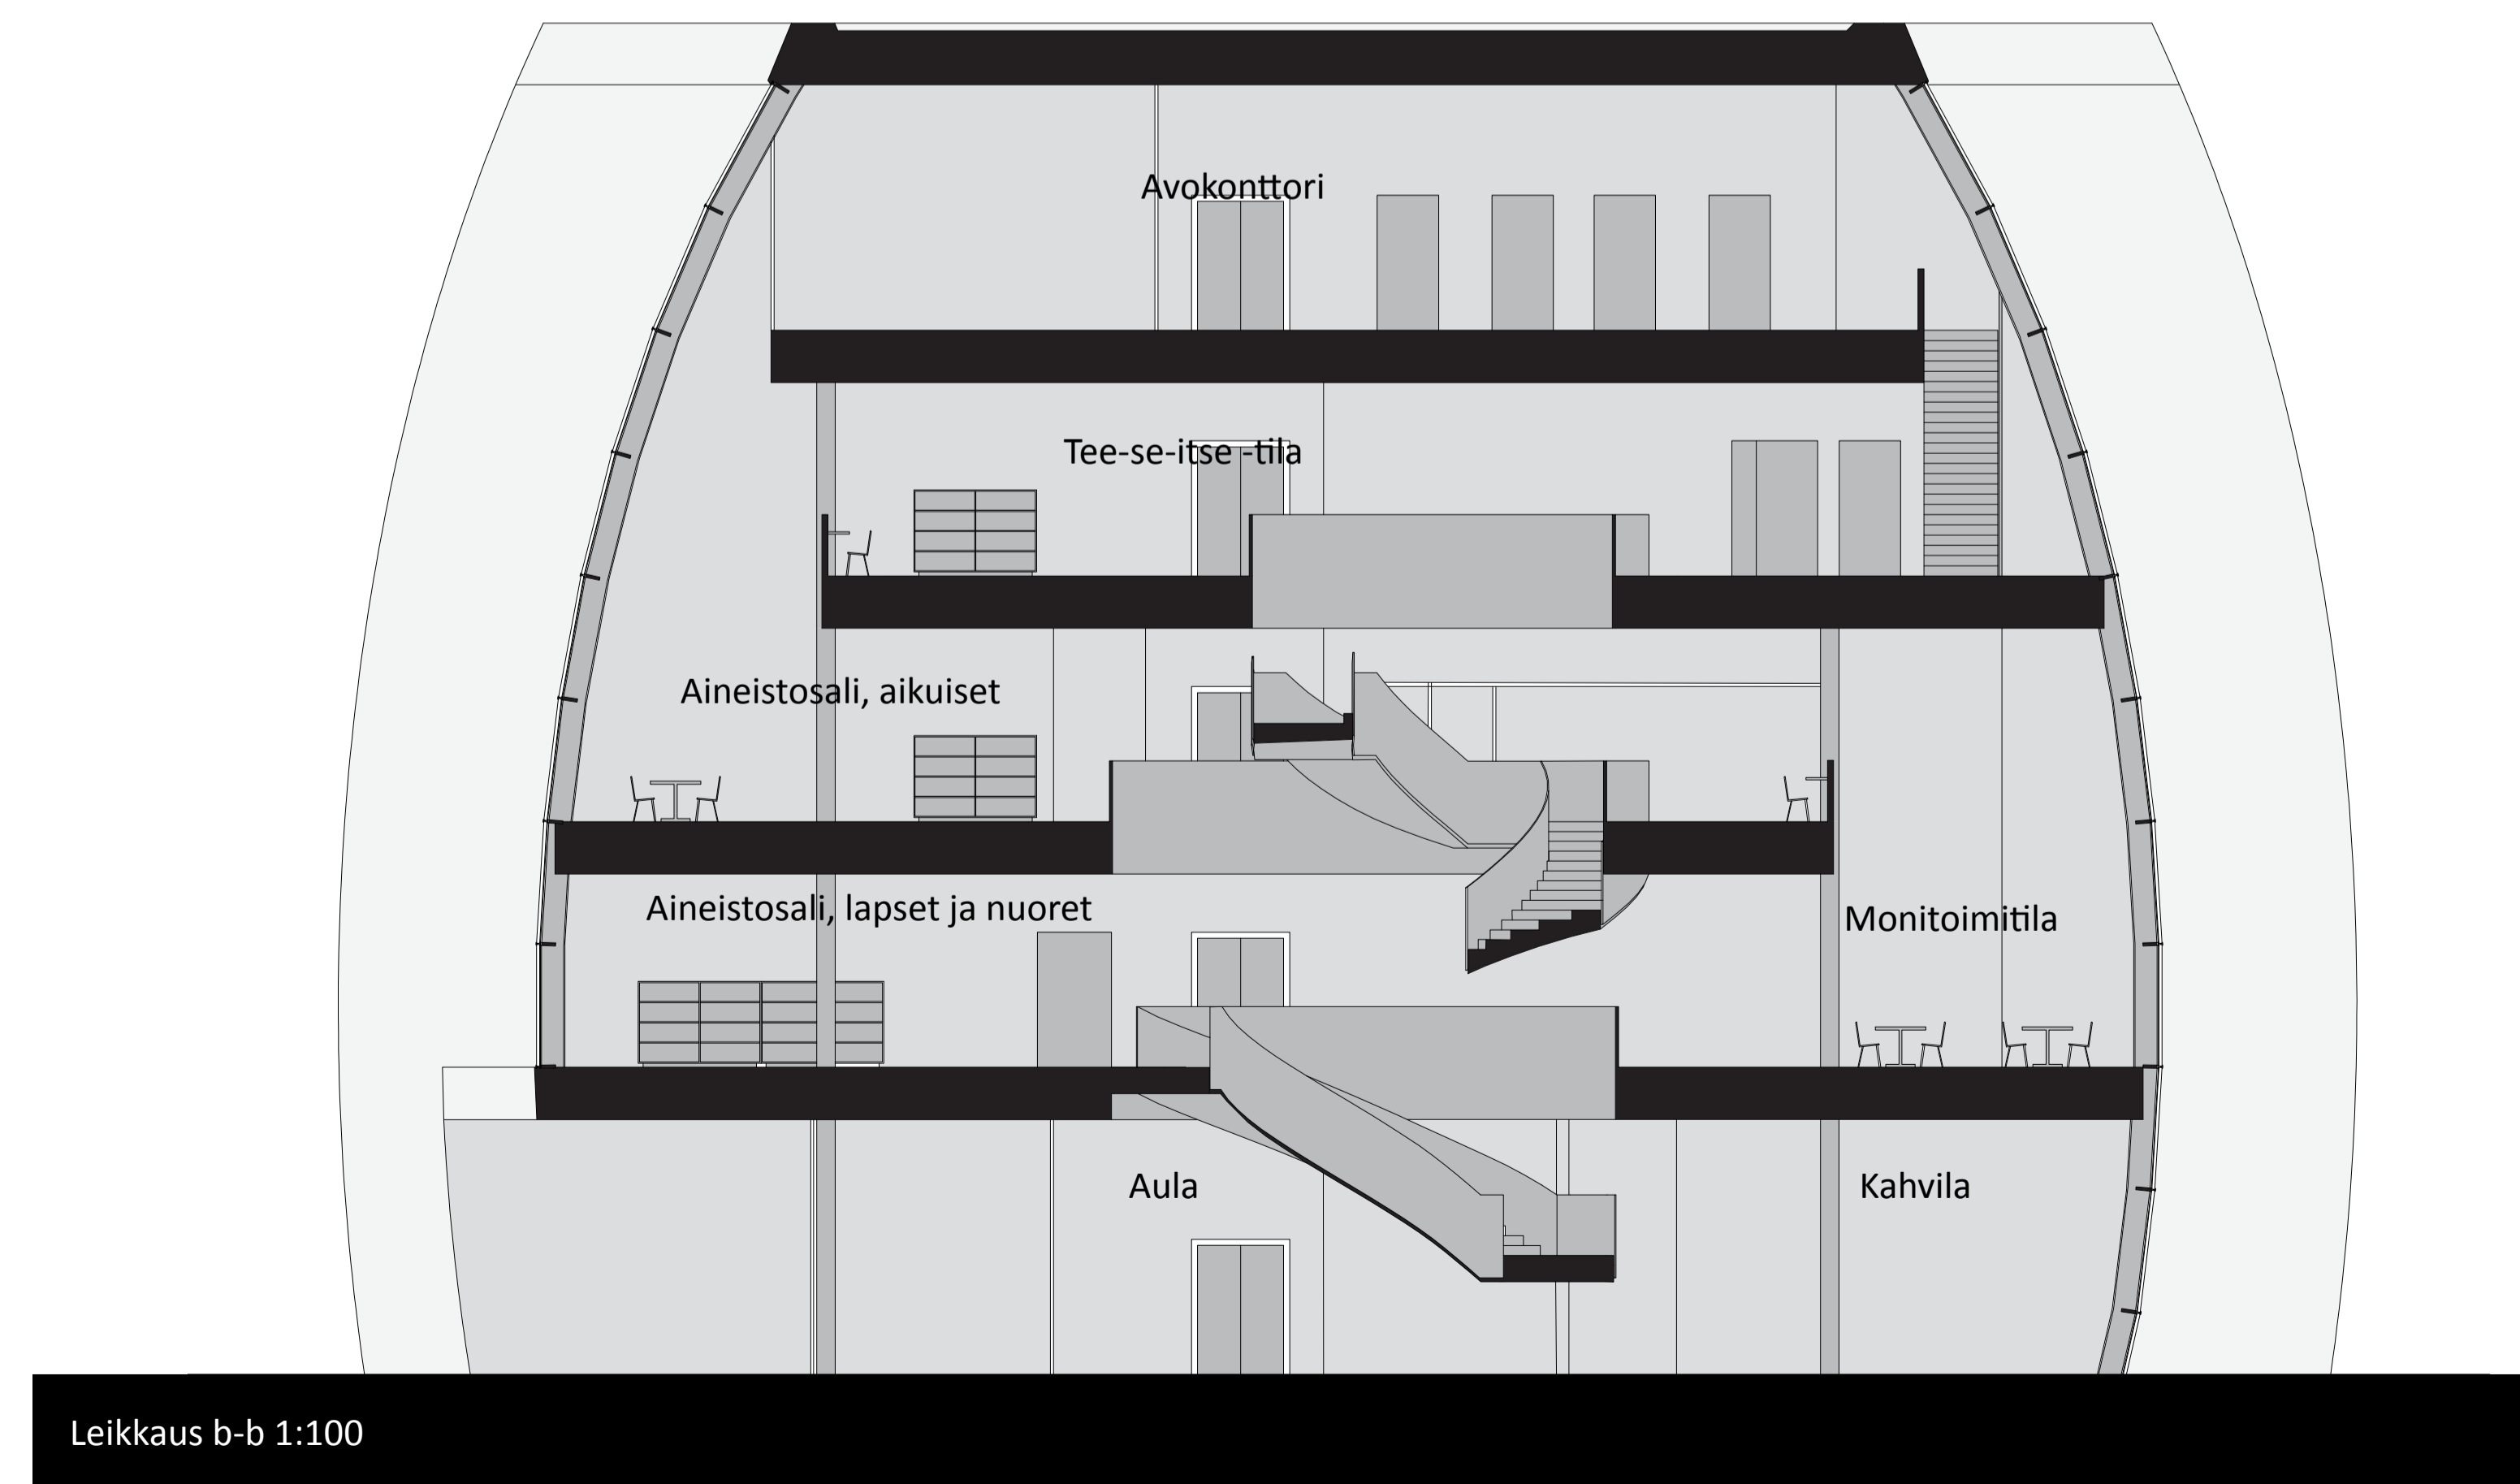 Avokonttori
Tee-se-itse -tila
Aineistosali, aikuiset
Aineistosali, lapset ja nuoret
Monitoimitila
Aula
Kahvila
Leikkaus b-b 1:100